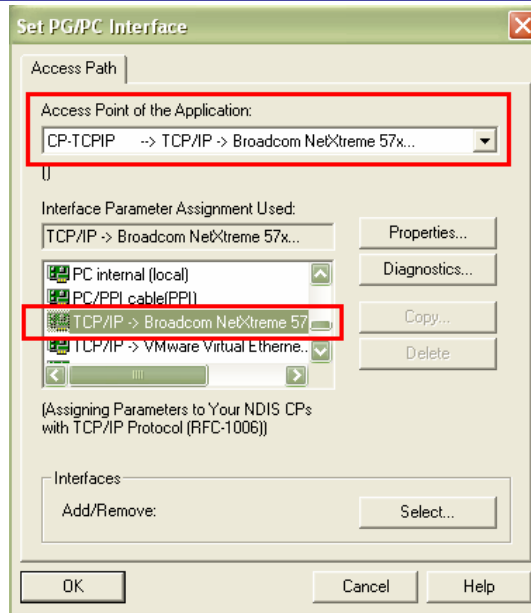 Set PG/PC Interface
Access Path
Access Point of the Application:
CP-TCPIP --> TCP/IP -> Broadcom NetXtreme 57x...
Interface Parameter Assignment Used:
TCP/IP -> Broadcom NetXtreme 57x...
Properties...
Diagnostics...
PC internal (local)
PC/PPI cable(PPI)
TCP/IP -> Broadcom NetXtreme 57
TCP/IP -> VMware Virtual Etherne..
Copy...
Delete
(Assigning Parameters to Your NDIS CPs
with TCP/IP Protocol (RFC-1006))
Interfaces
Add/Remove:
Select...
OK
Cancel
Help